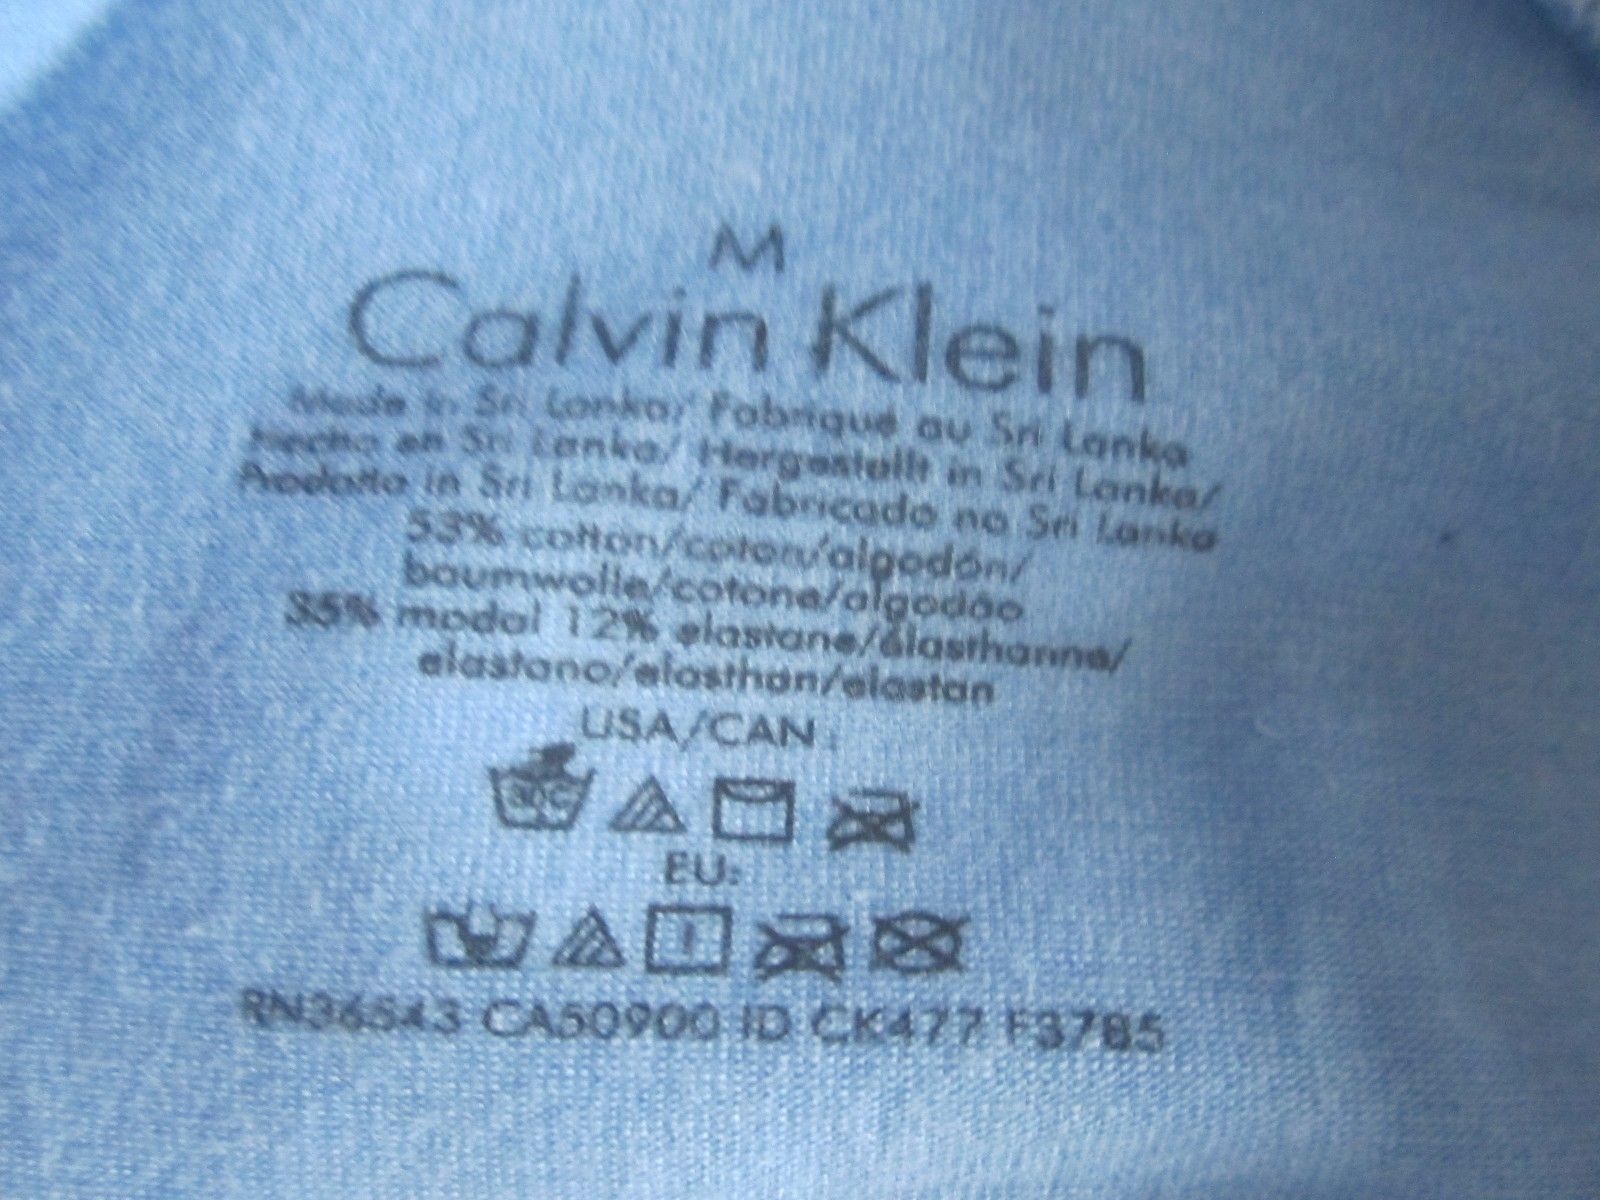 M
Calvin Klein
Made in Sri Lanka/ Fabriqué au Sri Lanka
Hecho en Sri Lanka/ Hergestellt in Sri Lanka/
Prodotto in Sri Lanka/ Fabricado no Sri Lanka
53% cotton/coton/algodón/
baumwolle/cotone/algodão
35% modal 12% elastane/élasthanne/
elastano/elasthan/elastan
USA/CAN:
30C
EU:
RN36543 CA50900 ID CK477 F3785